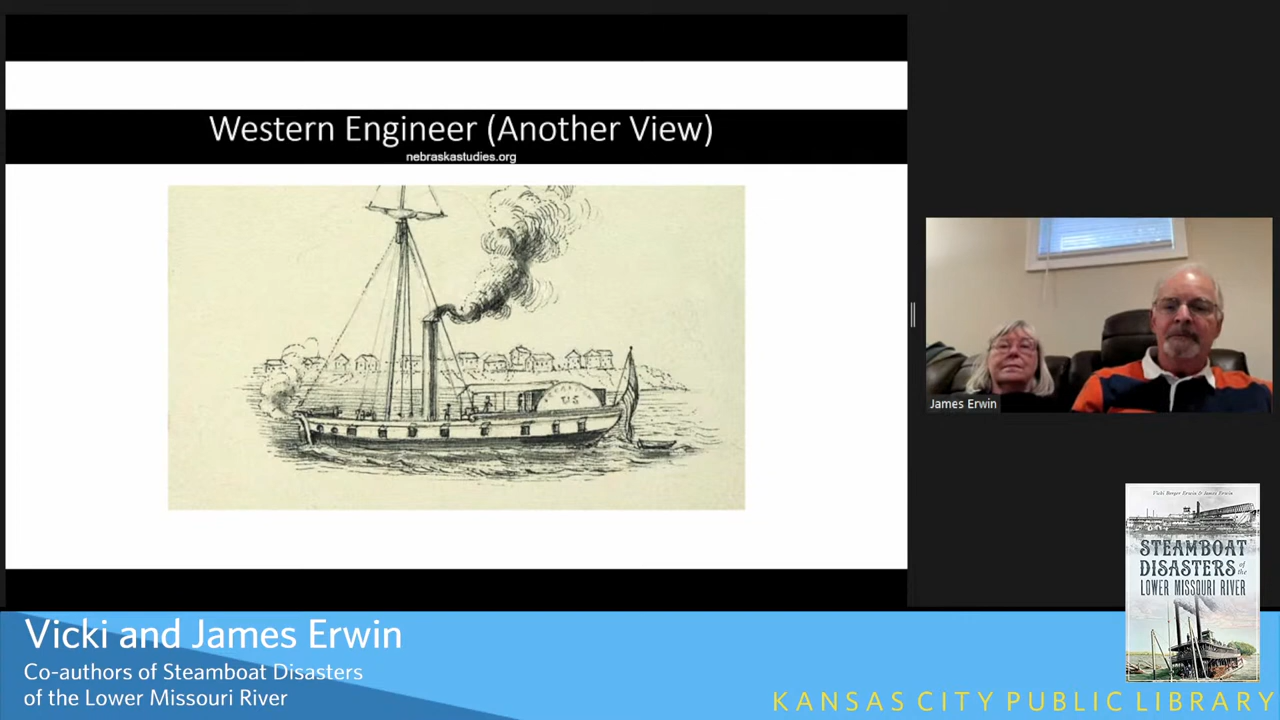 Western Engineer (Another View)
nebraskastudies.org
US
James Erwin
Vicki Berger Erwin & James Erwin
STEAMBOAT
DISASTERS
of the
LOWER MISSOURI RIVER
Vicki and James Erwin
Co-authors of Steamboat Disasters
of the Lower Missouri River
KANSAS CITY PUBLIC LIBRARY